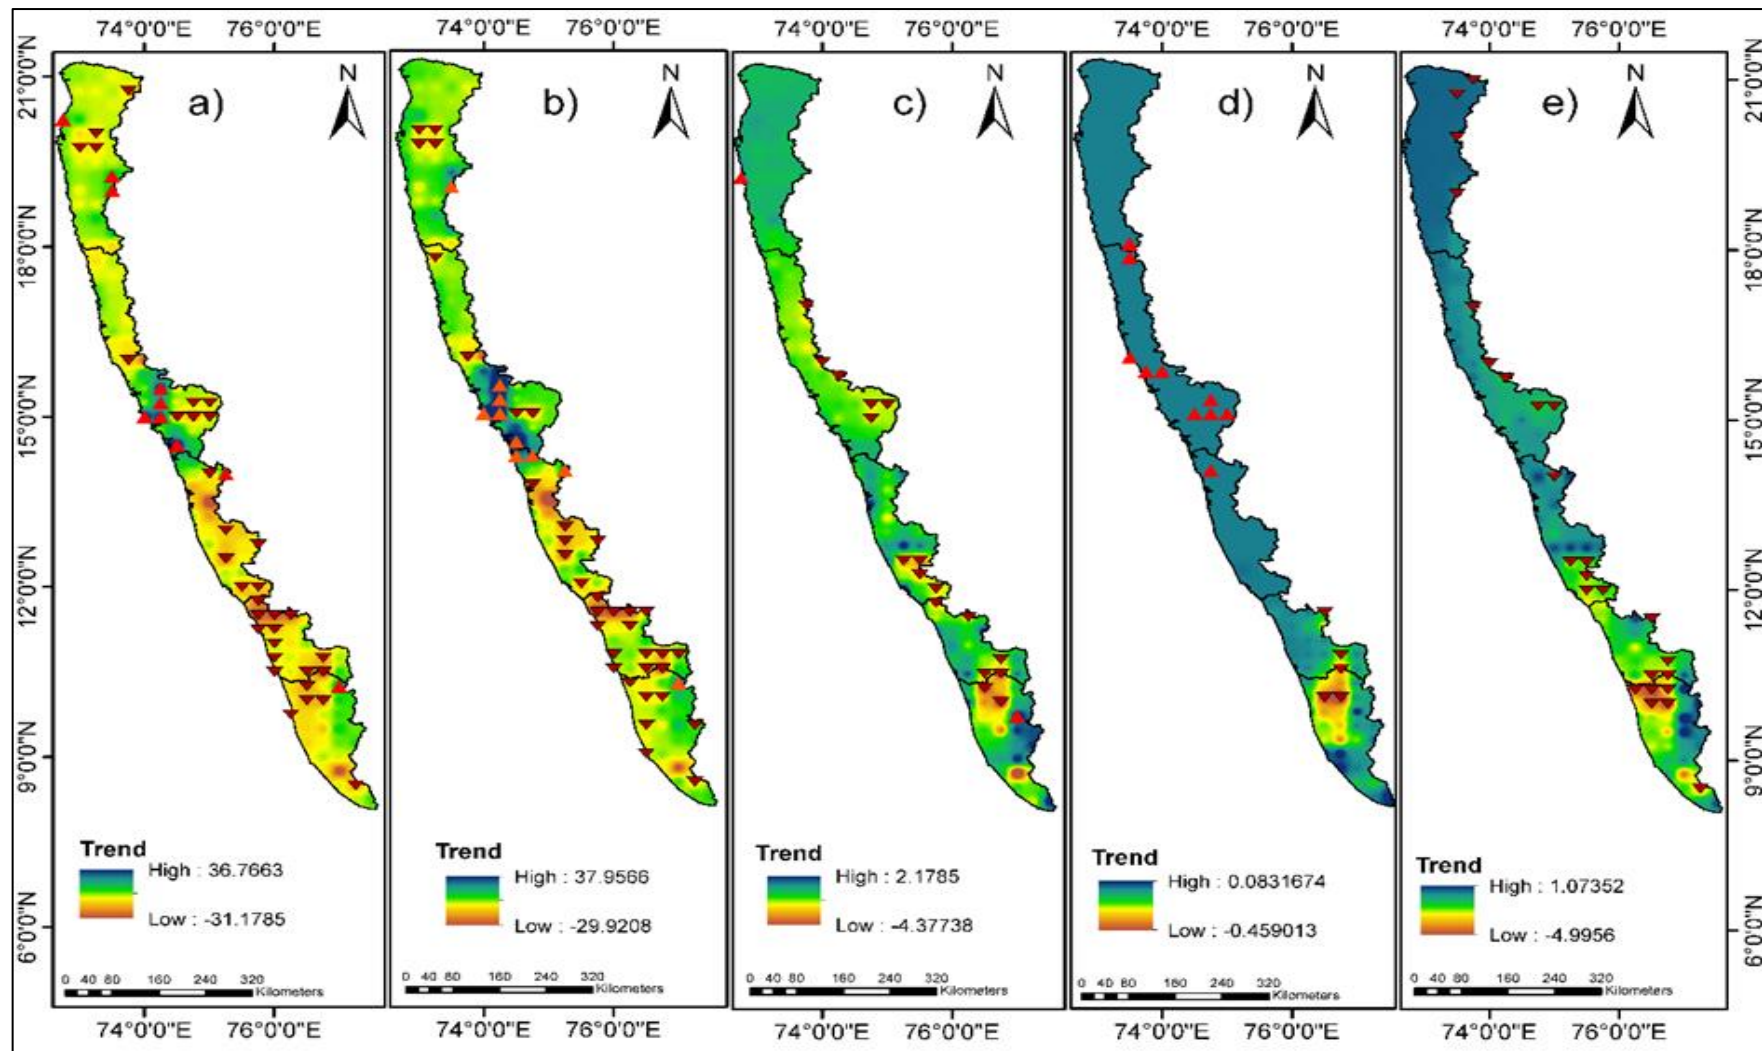 74°0'0"E 76°0'0"E 74°0'0"E 76°0'0"E 74°0'0"E 76°0'0"E 74°0'0"E 76°0'0"E 74°0'0"E 76°0'0"E
21°0'0"N
18°0'0"N
15°0'0"N
12°0'0"N
9°0'0"N
6°0'0"N
a)
N
Trend
High : 36.7663
Low : -31.1785
0 40 80 160 240 320
Kilometers
b)
N
Trend
High : 37.9566
Low : -29.9208
0 40 80 160 240 320
Kilometers
c)
N
Trend
High : 2.1785
Low : -4.37738
0 40 80 160 240 320
Kilometers
d)
N
Trend
High : 0.0831674
Low : -0.459013
0 40 80 160 240 320
Kilometers
e)
N
Trend
High : 1.07352
Low : -4.9956
0 40 80 160 240 320
Kilometers
21°0'0"N
18°0'0"N
15°0'0"N
12°0'0"N
9°0'0"N
6°0'0"N
74°0'0"E 76°0'0"E 74°0'0"E 76°0'0"E 74°0'0"E 76°0'0"E 74°0'0"E 76°0'0"E 74°0'0"E 76°0'0"E